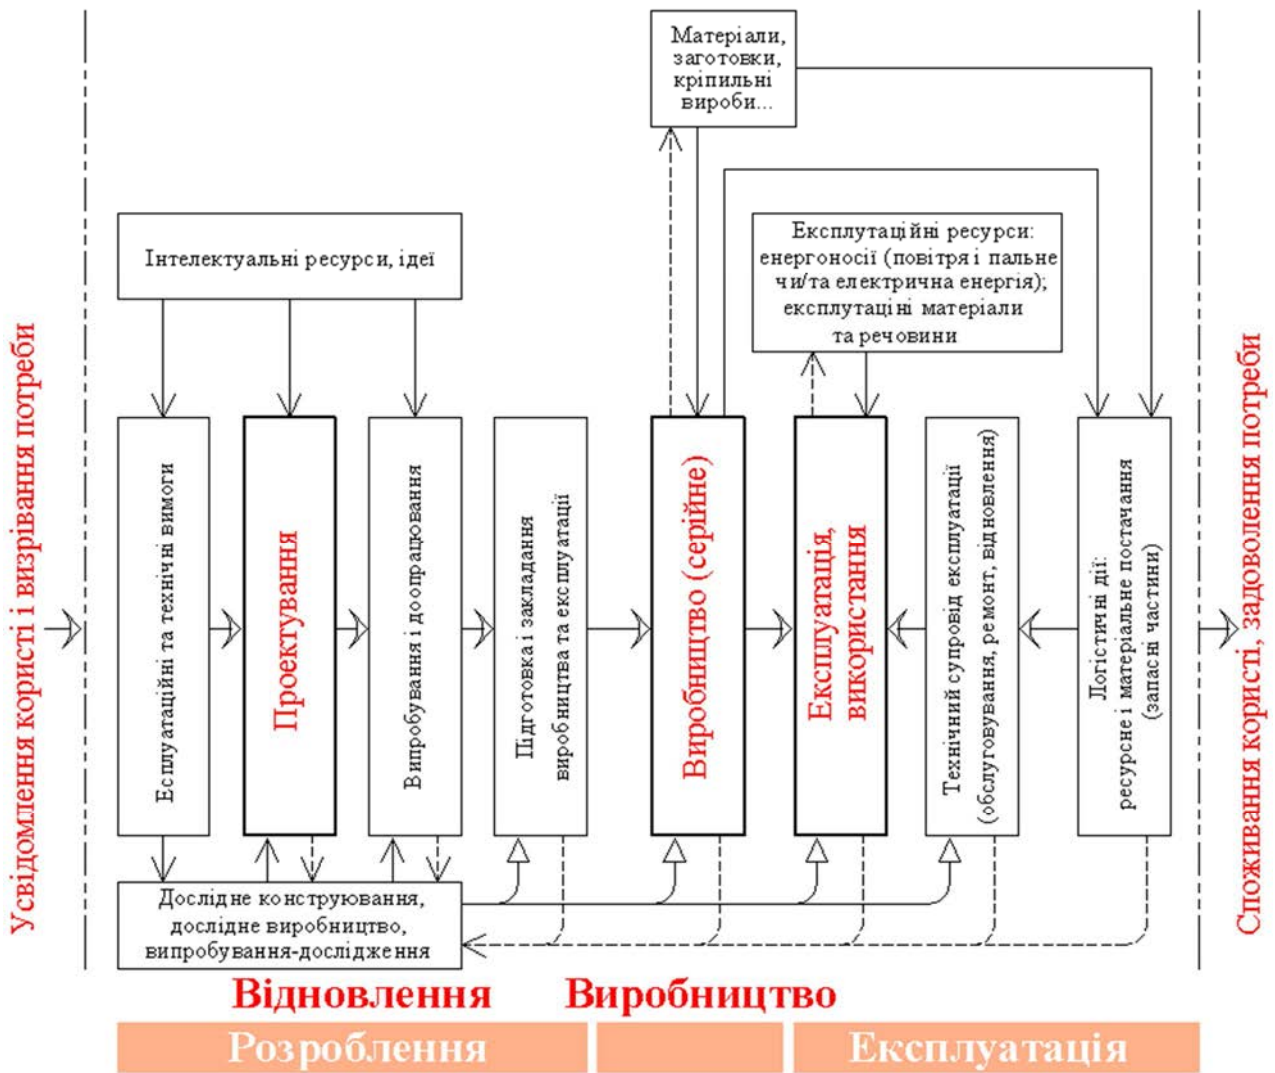 Усвідомлення користі і визрівання потреби
Матеріали,
заготовки,
кріпильні
вироби...
Інтелектуальні ресурси, ідеї
Експлутаційні ресурси:
енергоносії (повітря і пальне
чи/та електрична енергія);
експлутаціні матеріали
та речовини
Есплуатаційні та технічні вимоги
Проектування
Випробування і доопрацювання
Підготовка і закладання
виробництва та експлуатації
Виробництво (серійне)
Експлуатація,
використання
Технічний супровід експлуатації
(обслуговування, ремонт, відновлення)
Логістичні дії:
ресурсне і матеріальне постачання
(запасні частини)
Споживання користі, задоволення потреби
Дослідне конструювання,
дослідне виробництво,
випробування-дослідження
Відновлення
Виробництво
Розроблення
Експлуатація